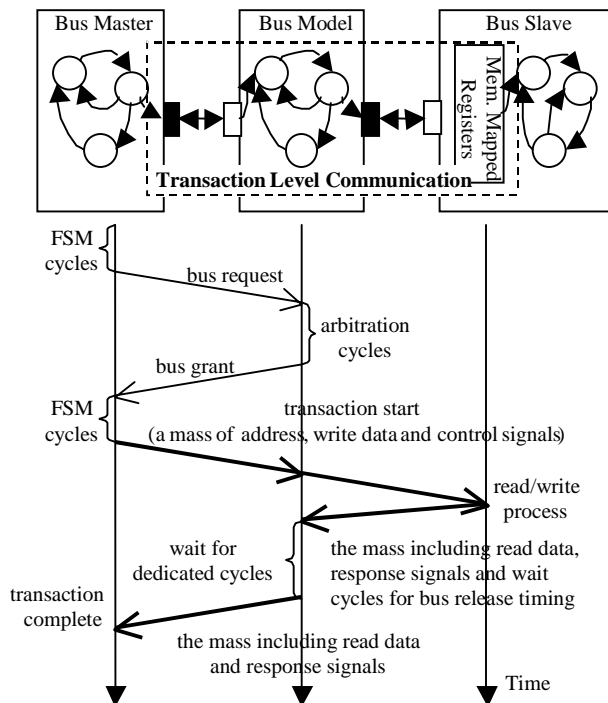 Bus Master
Bus Model
Bus Slave
Mem. Mapped
Registers
Transaction Level Communication
FSM
cycles
bus request
arbitration
cycles
bus grant
FSM
cycles
transaction start
(a mass of address, write data and control signals)
read/write
process
wait for
dedicated cycles
the mass including read data,
response signals and wait
cycles for bus release timing
transaction
complete
the mass including read data
and response signals
Time